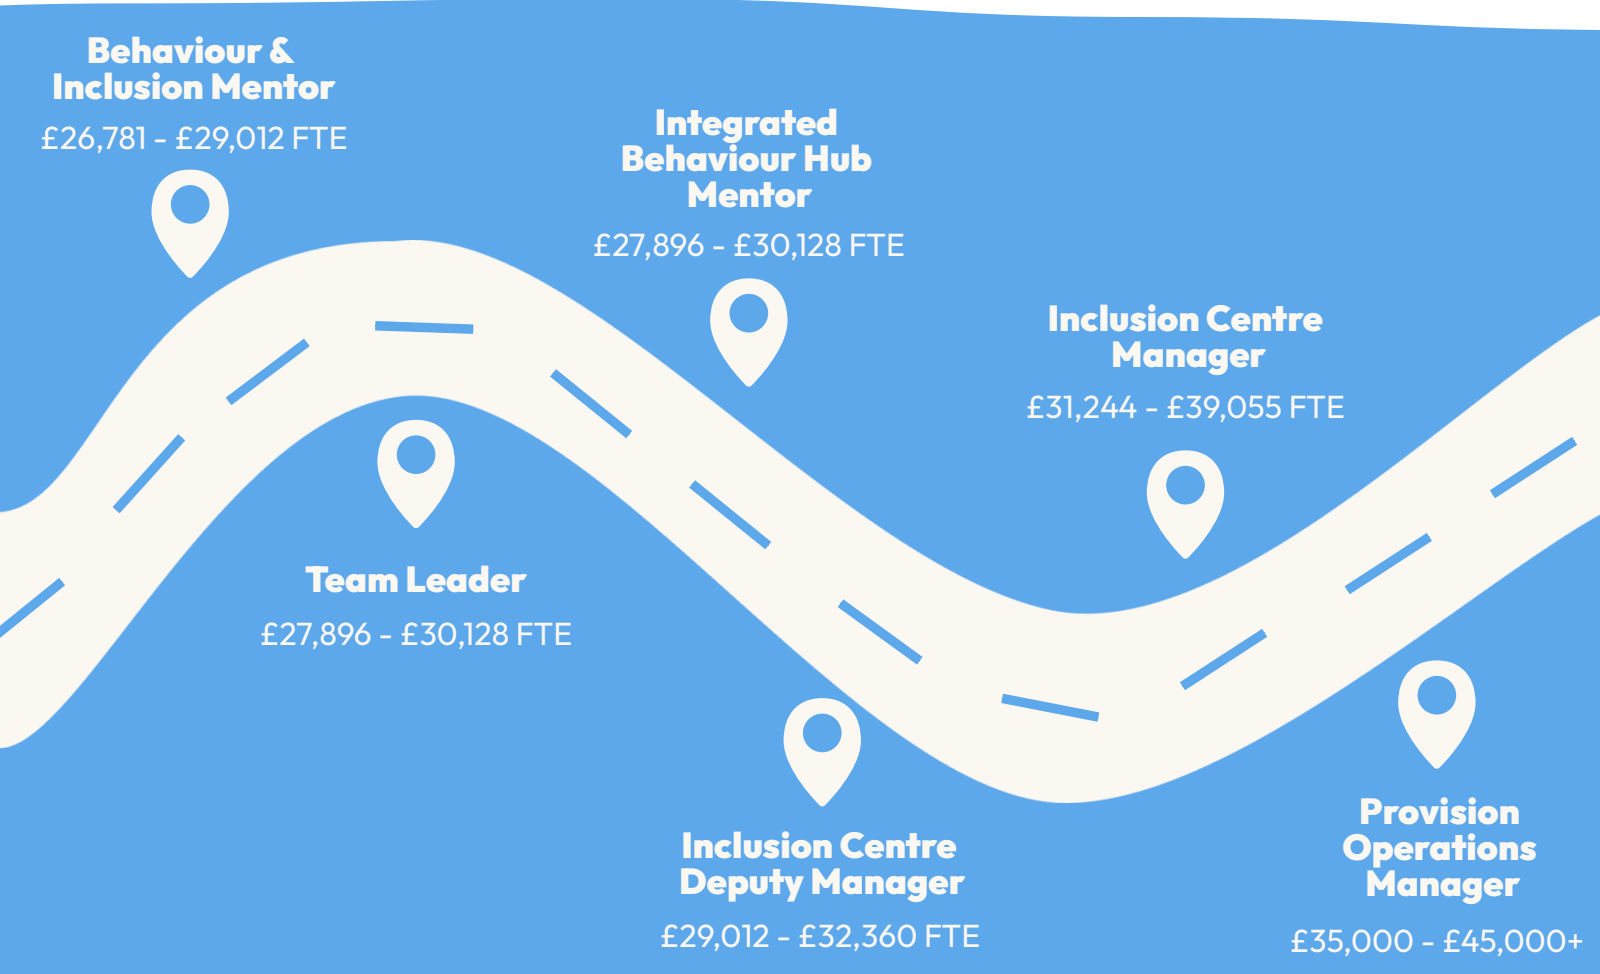 Behaviour &
Inclusion Mentor
£26,781 - £29,012 FTE
Integrated
Behaviour Hub
Mentor
£27,896 - £30,128 FTE
Inclusion Centre
Manager
£31,244 - £39,055 FTE
Team Leader
£27,896 - £30,128 FTE
Inclusion Centre
Deputy Manager
£29,012 - £32,360 FTE
Provision
Operations
Manager
£35,000 - £45,000+